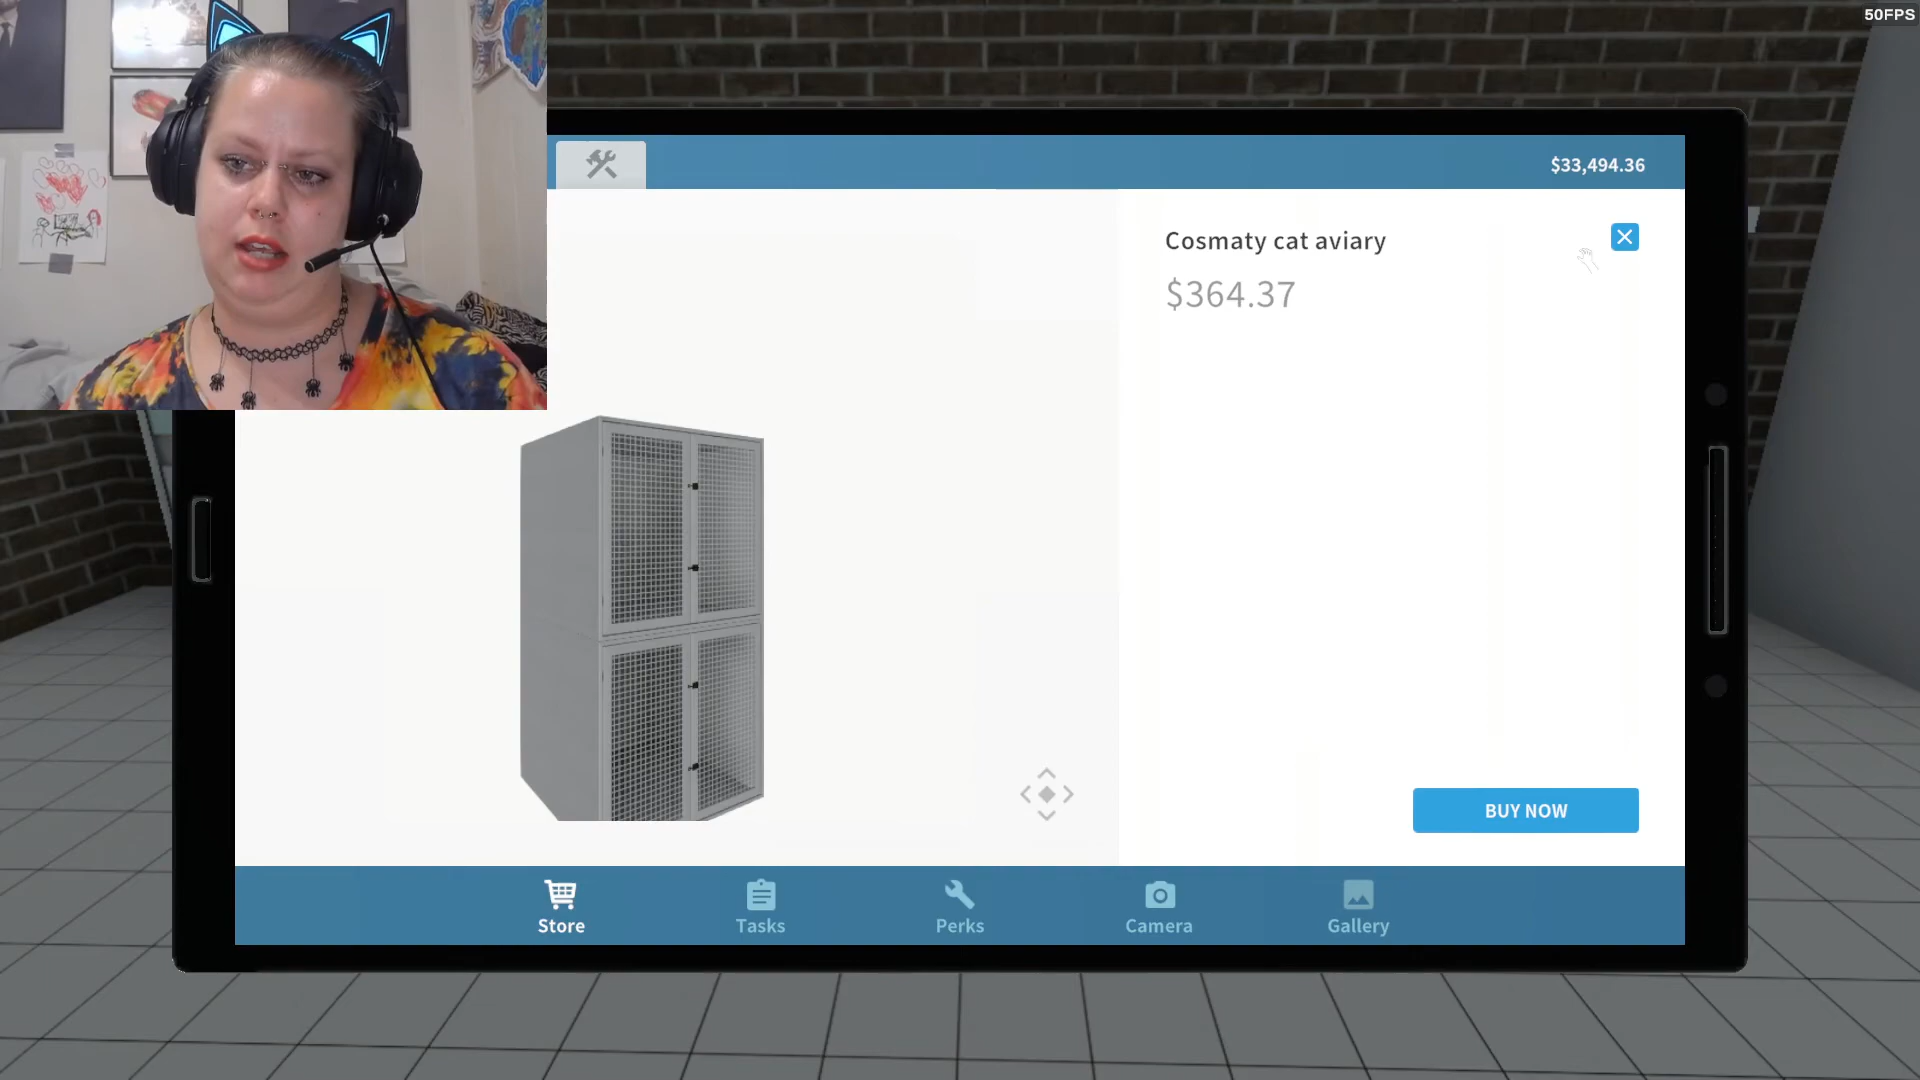 50FPS
$33,494.36
Cosmaty cat aviary
$364.37
BUY NOW
Store
Tasks
Perks
Camera
Gallery